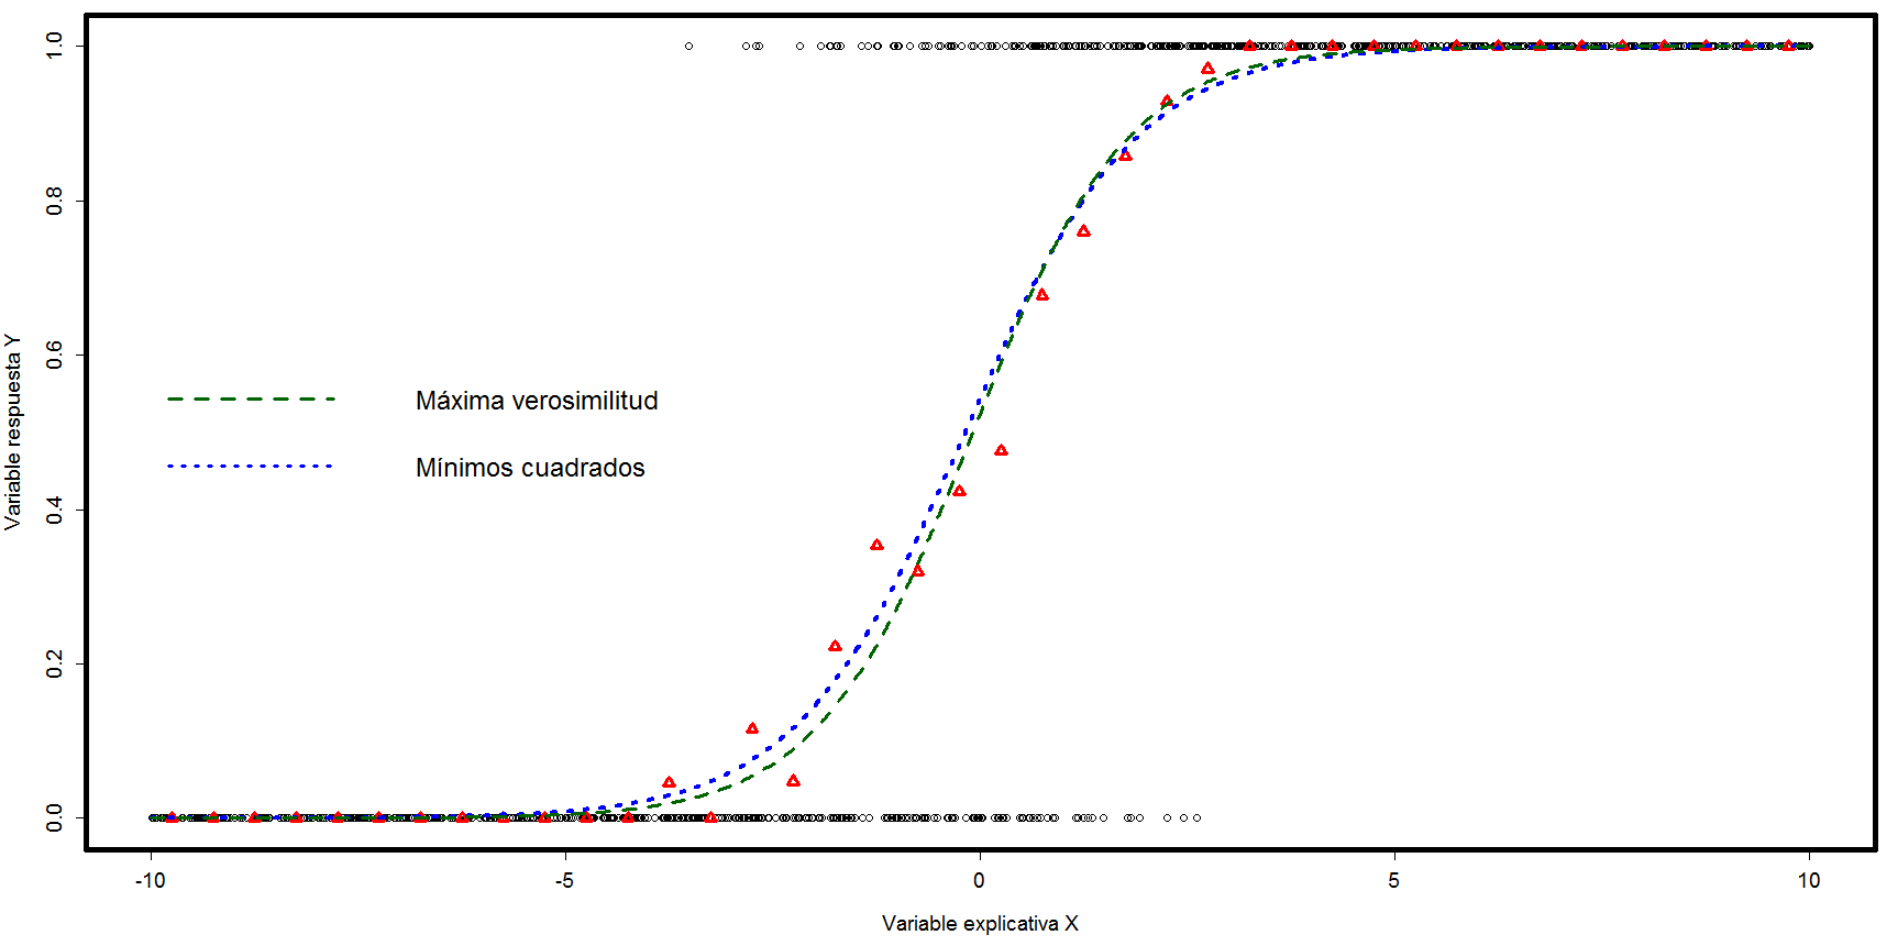 1.0
0.8
0.6
0.4
0.2
0.0
Variable respuesta Y
Máxima verosimilitud
Mínimos cuadrados
-10
-5
0
5
10
Variable explicativa X